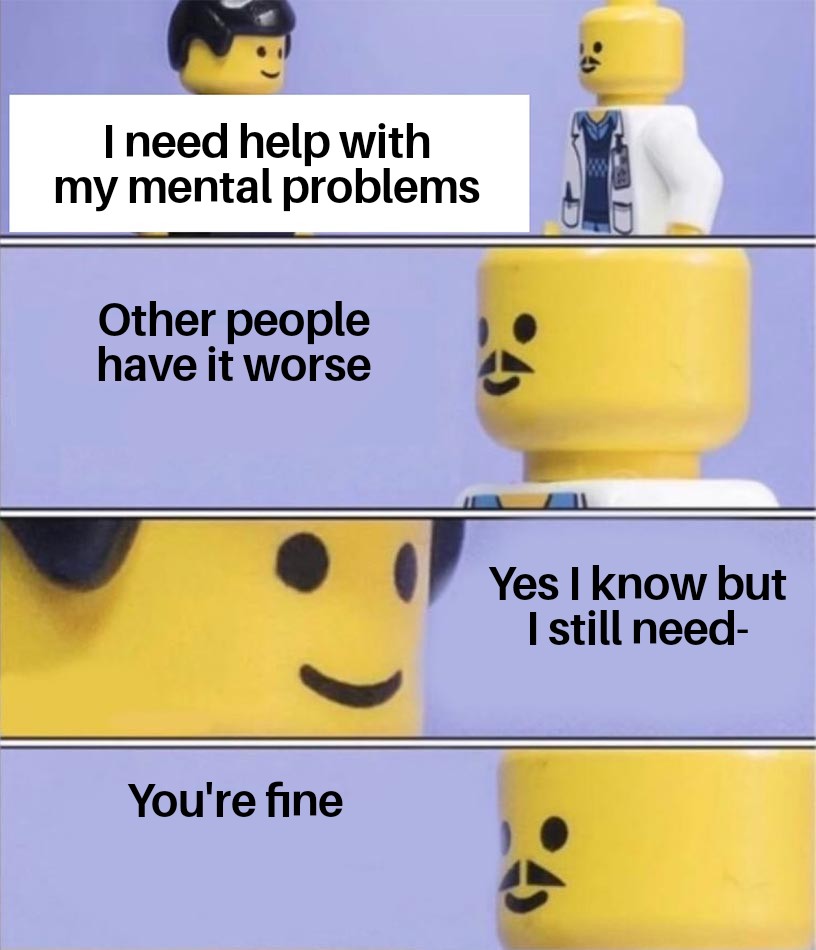 I need help with
my mental problems
Other people
have it worse
Yes I know but
I still need-
You're fine